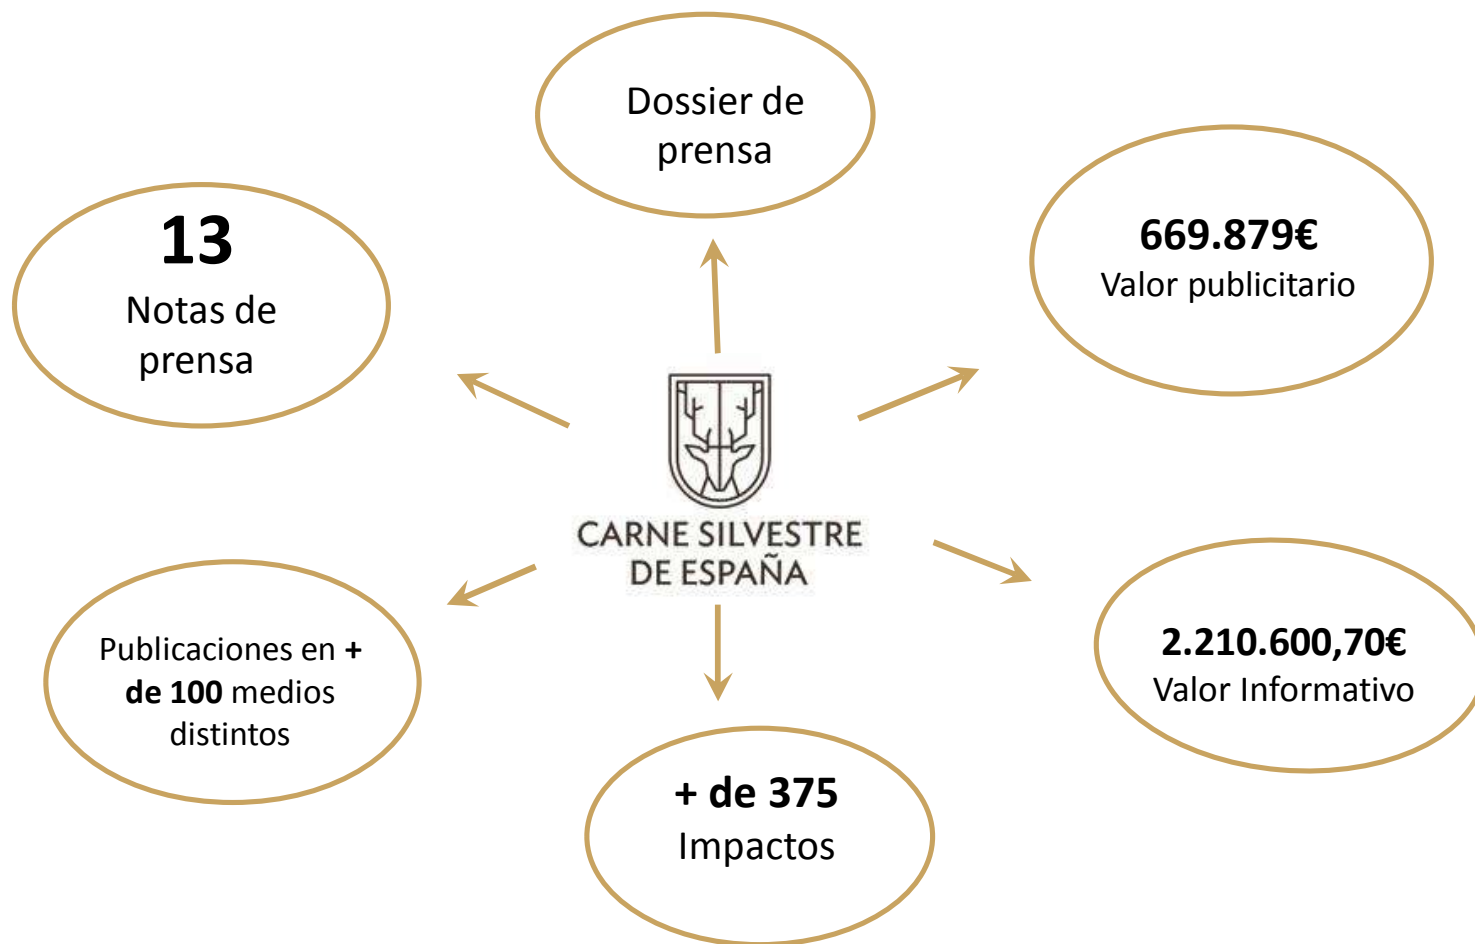 Dossier de
prensa
13
Notas de
prensa
669.879€
Valor publicitario
CARNE SILVESTRE
DE ESPAÑA
Publicaciones en +
de 100 medios
distintos
2.210.600,70€
Valor Informativo
+ de 375
Impactos